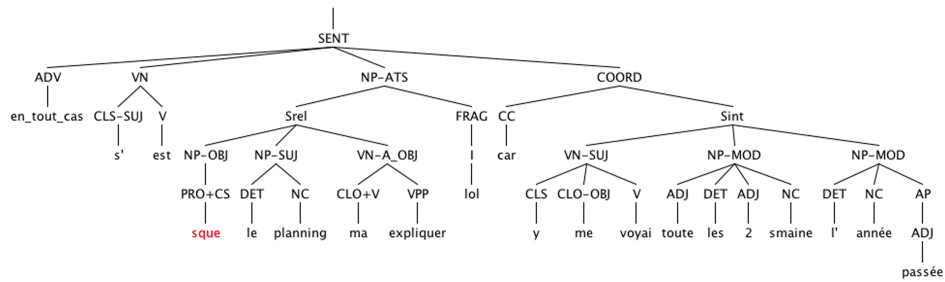 SENT
ADV VN NP-ATS COORD
en_tout_cas CLS-SUJ V Srel FRAG CC Sint
s' est NP-OBJ NP-SUJ VN-A_OBJ I car VN-SUJ NP-MOD NP-MOD
PRO+CS DET NC CLO+V VPP lol CLS CLO-OBJ V ADJ DET ADJ NC DET NC AP
sque le planning ma expliquer y me voyai toute les 2 smaine l' année ADJ
passée